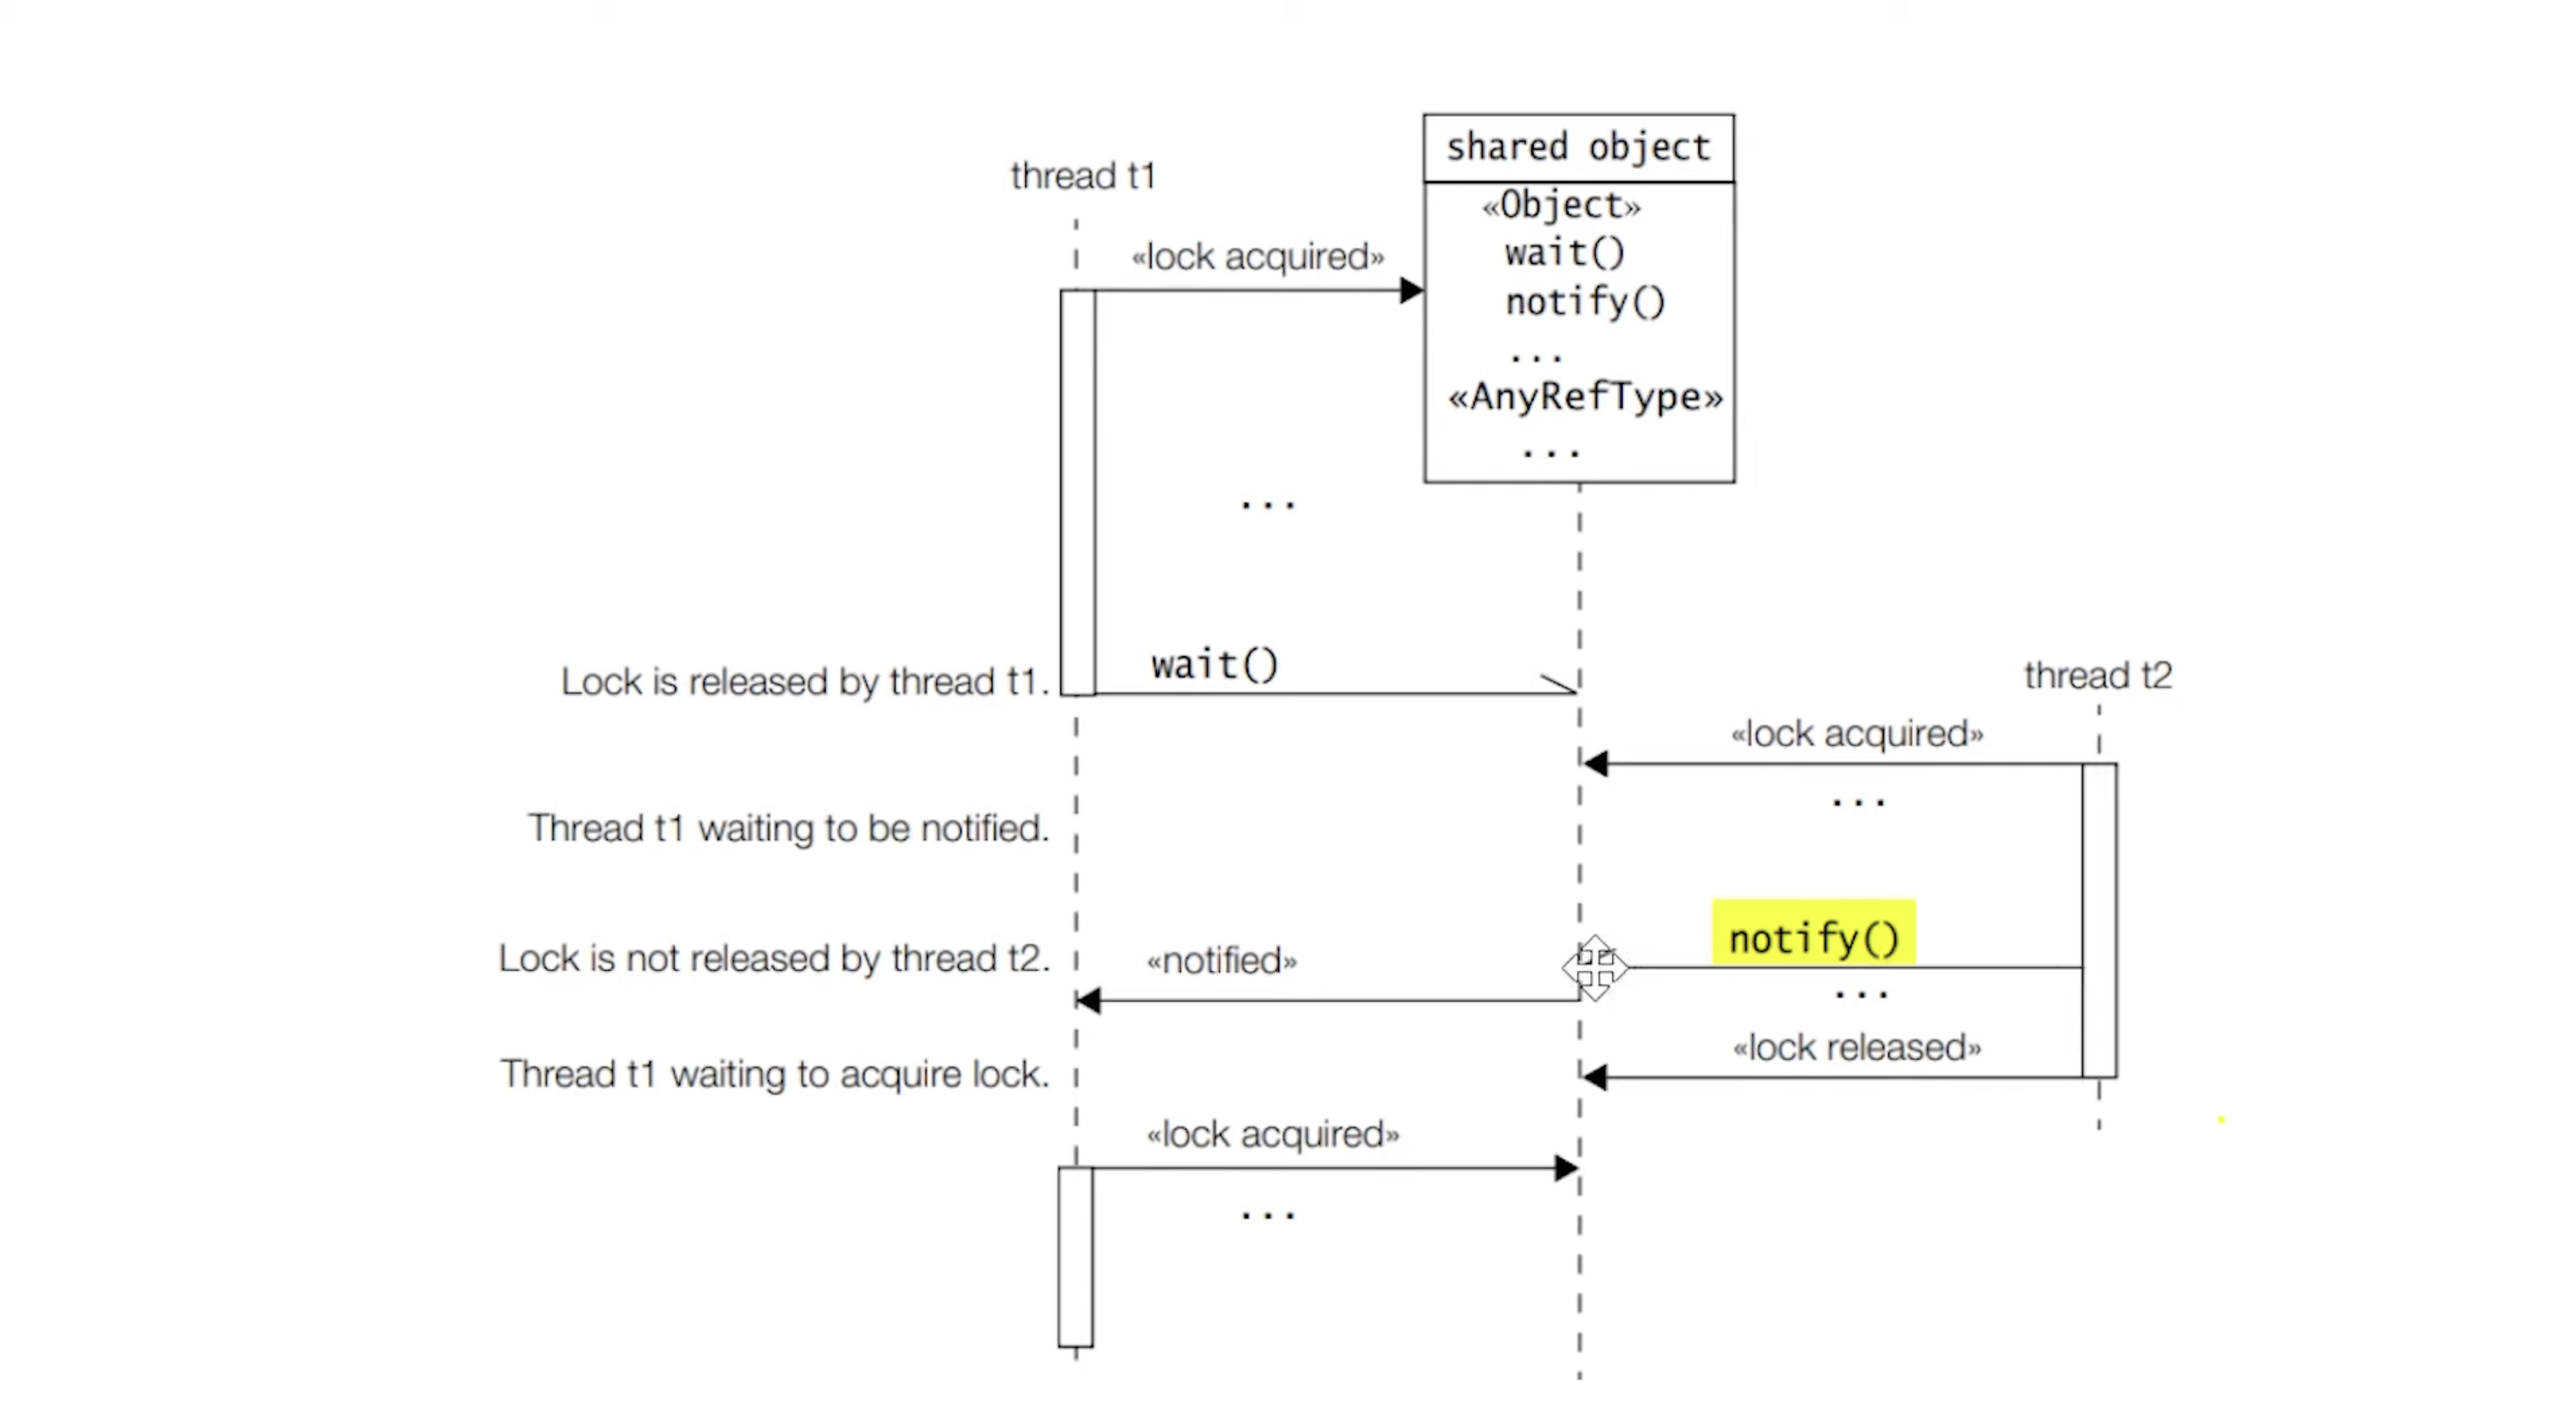 shared object
thread t1
«Object»
wait()
«lock acquired»
notify()
...
«AnyRefType»
...
...
wait()
Lock is released by thread t1.
thread t2
«lock acquired»
...
Thread t1 waiting to be notified.
notify()
Lock is not released by thread t2.
«notified»
...
«lock released»
Thread t1 waiting to acquire lock.
«lock acquired»
...